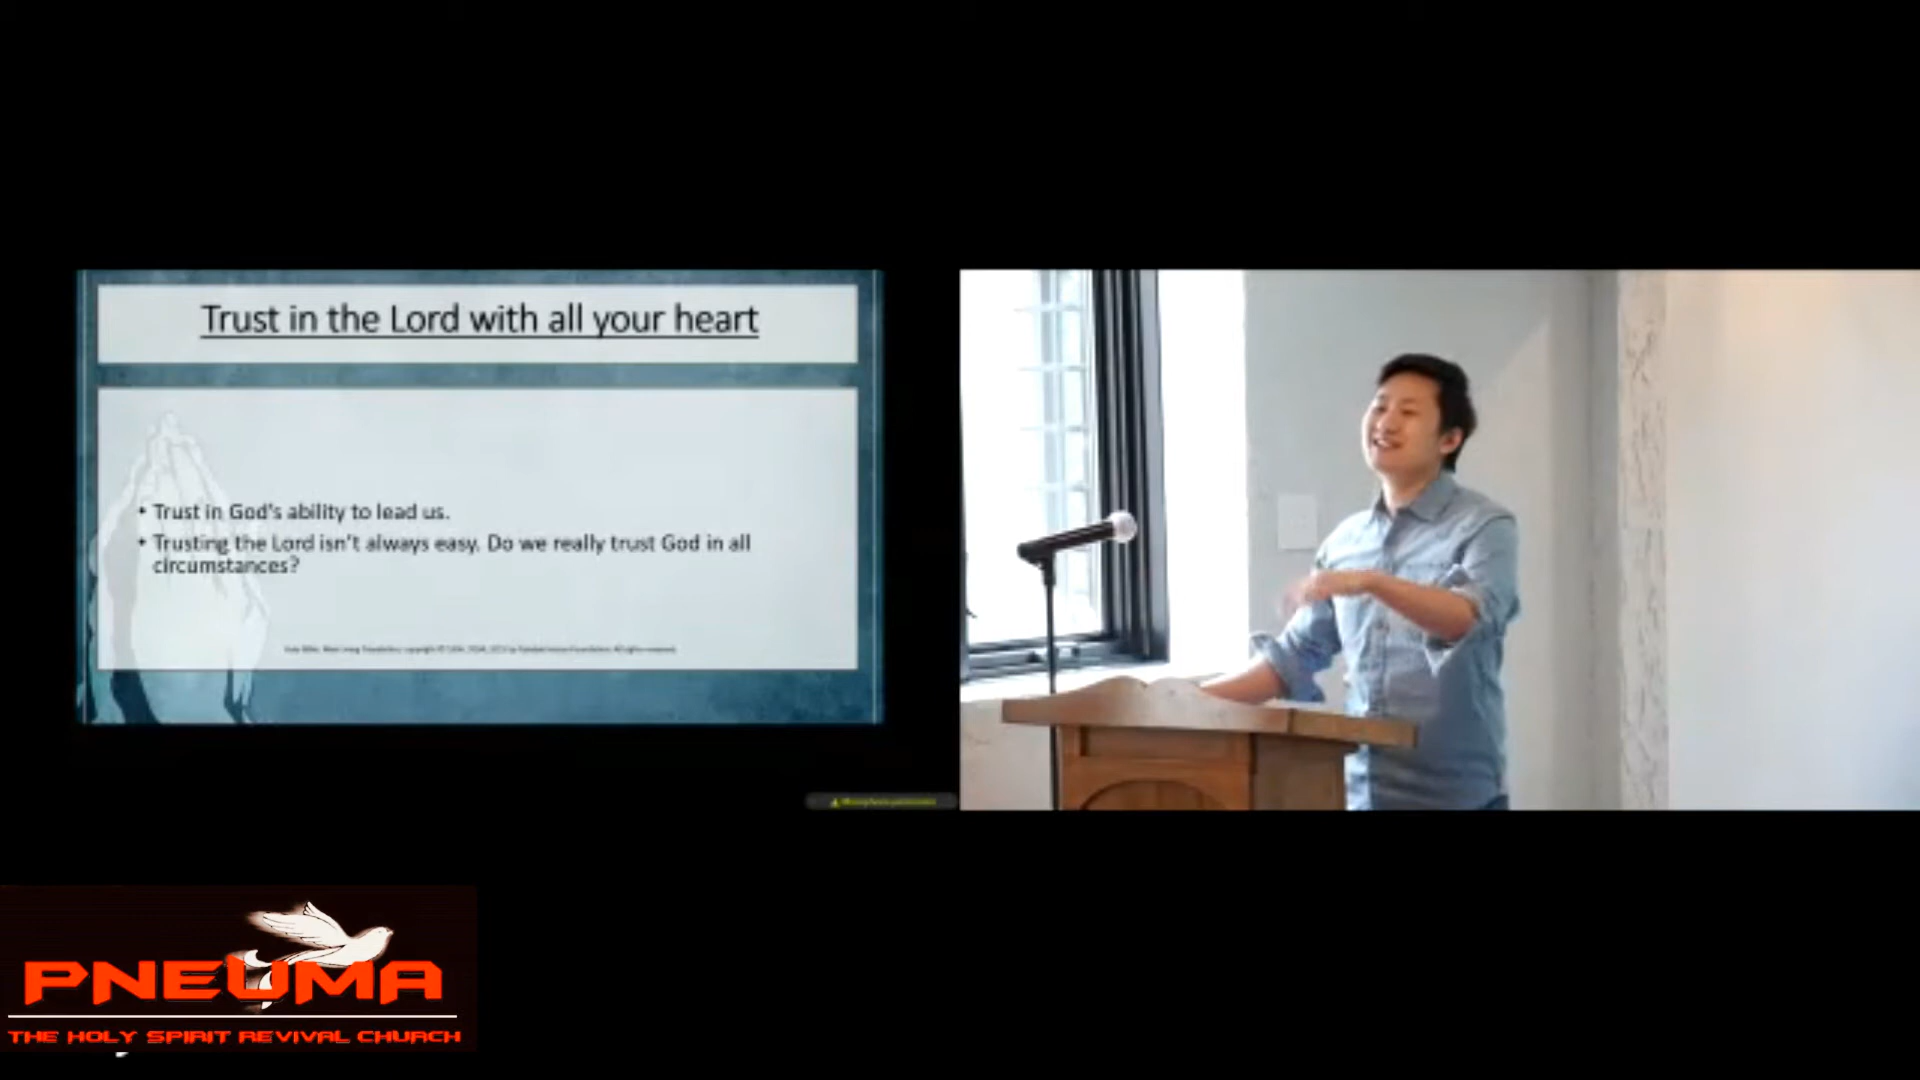 Trust in the Lord with all your heart
• Trust in God's ability to lead us.
• Trusting the Lord isn't always easy. Do we really trust God in all
circumstances?
PNEUMA
THE HOLY SPIRIT REVIVAL CHURCH